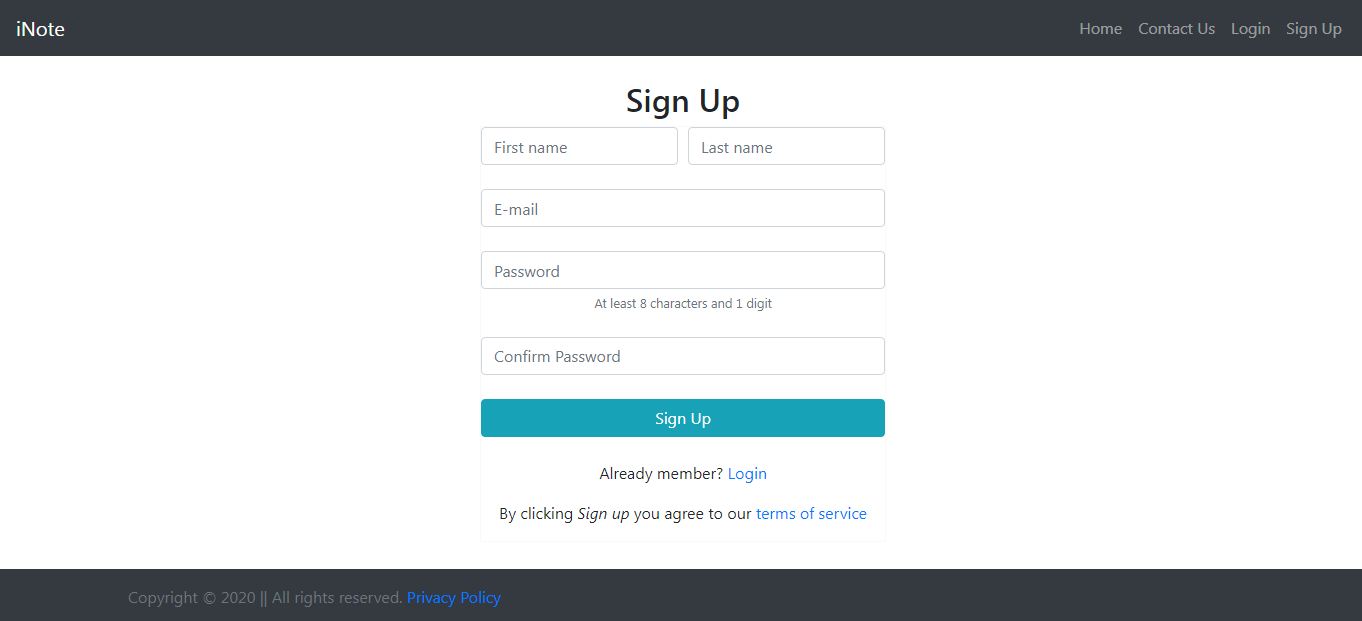 iNote Home Contact Us Login Sign Up
Sign Up
First name Last name
E-mail
Password
At least 8 characters and 1 digit
Confirm Password
Sign Up
Already member? Login
By clicking Sign up you agree to our terms of service
Copyright © 2020 || All rights reserved. Privacy Policy